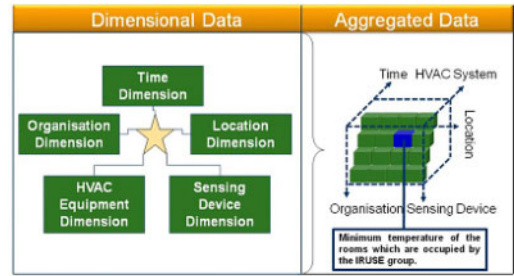 Dimensional Data
Aggregated Data
Time
Dimension
Organisation
Dimension
Location
Dimension
HVAC
Equipment
Dimension
Sensing
Device
Dimension
Time HVAC System
Location
Organisation Sensing Device
Minimum temperature of the
rooms which are occupied by
the IRUSE group.